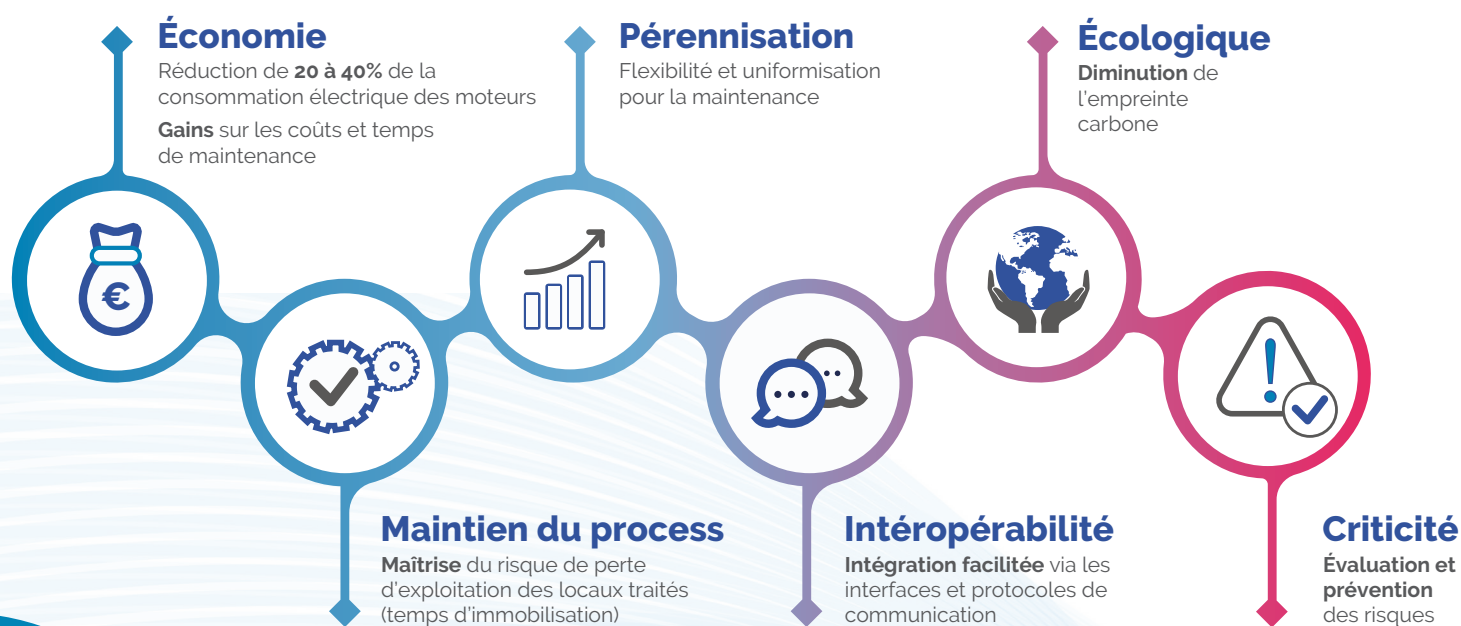 Économie
Réduction de 20 à 40% de la
consommation électrique des moteurs
Gains sur les coûts et temps
de maintenance
Pérennisation
Flexibilité et uniformisation
pour la maintenance
Écologique
Diminution de
l'empreinte
carbone
€
Maintien du process
Maîtrise du risque de perte
d'exploitation des locaux traités
(temps d'immobilisation)
Intéropérabilité
Intégration facilitée via les
interfaces et protocoles de
communication
Criticité
Évaluation et
prévention
des risques